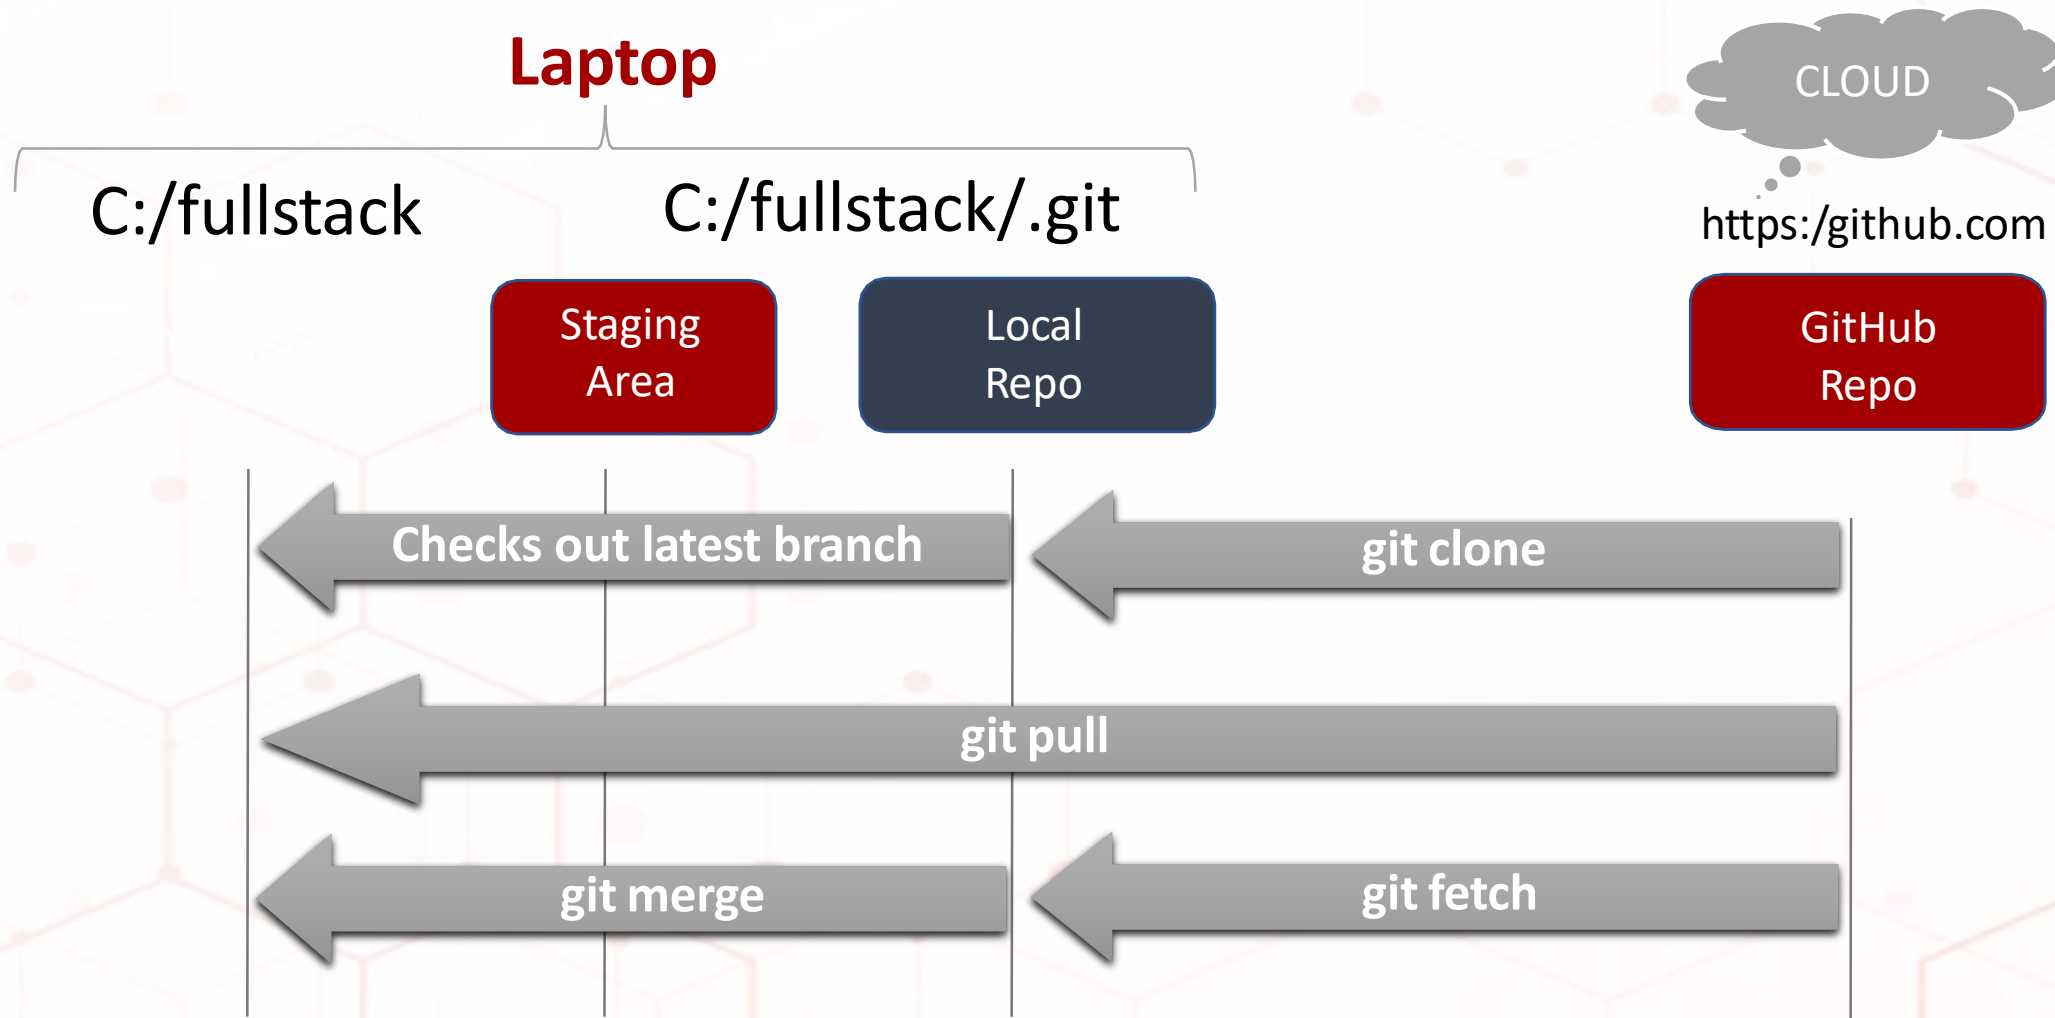 Laptop
CLOUD
C:/fullstack
C:/fullstack/.git
https:/github.com
Staging
Area
Local
Repo
GitHub
Repo
Checks out latest branch
git clone
git pull
git merge
git fetch